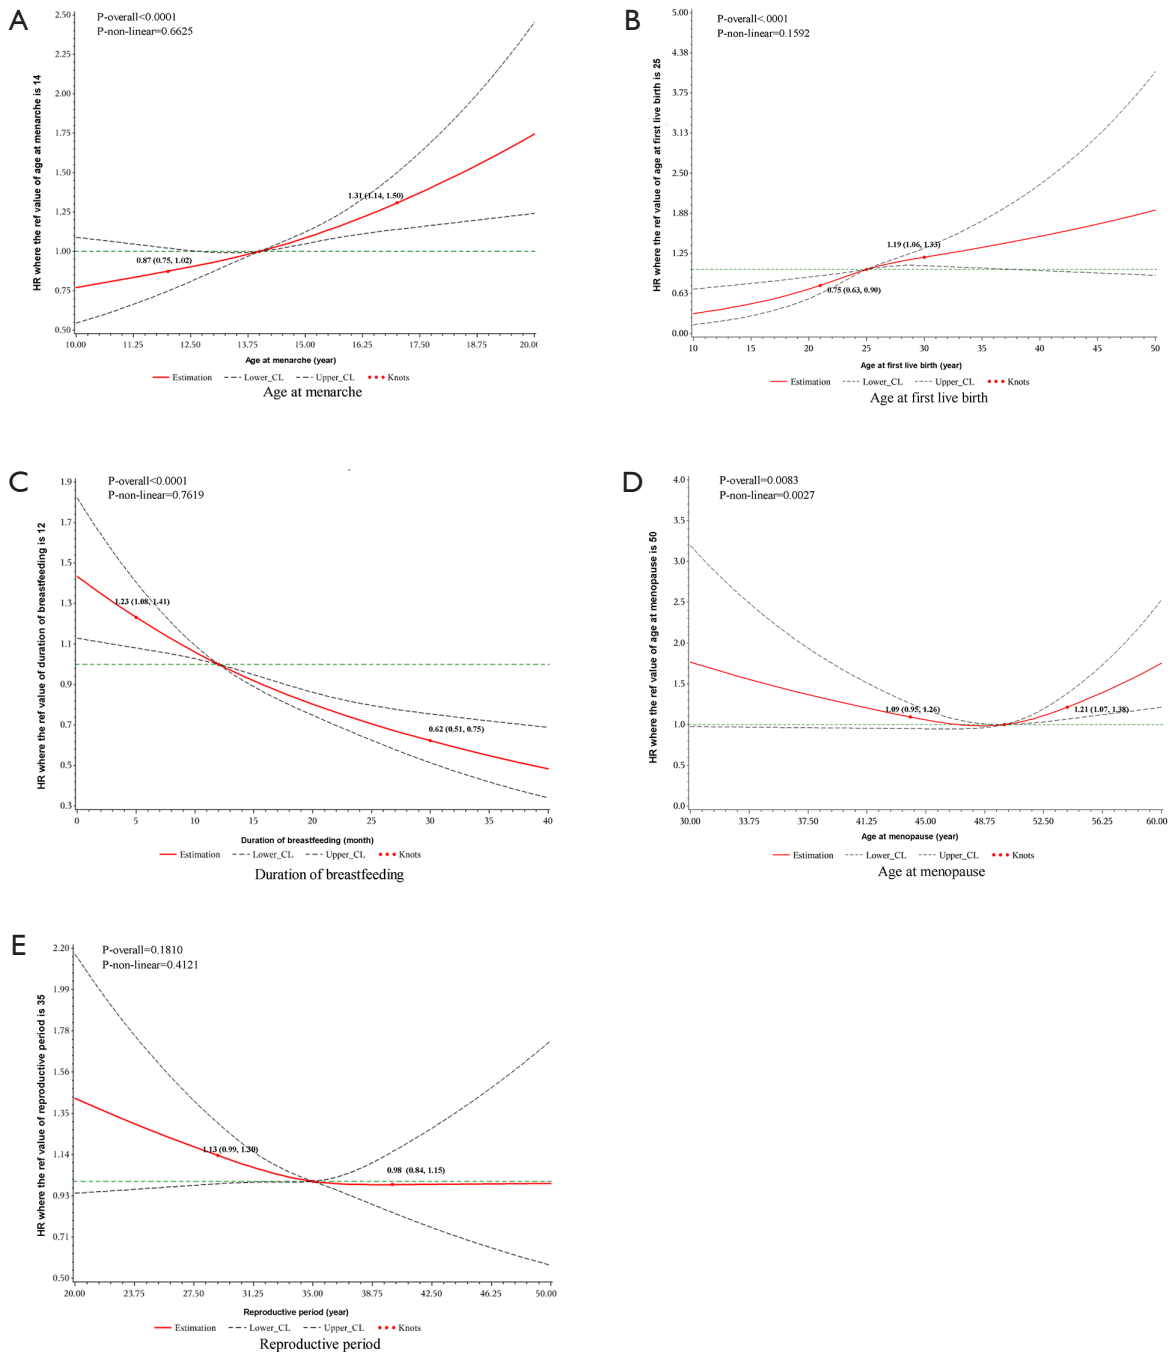 A
P-overall<0.0001
P-non-linear=0.6625
HR where the ref value of age at menarche is 14
2.50
2.25
2.00
1.75
1.50
1.25
1.00
0.75
0.50
1.31 (1.14, 1.50)
0.87 (0.75, 1.02)
10.00 11.25 12.50 13.75 15.00 16.25 17.50 18.75 20.00
Age at menarche (year)
Estimation Lower_CL Upper_CL Knots
Age at menarche
B
P-overall<.0001
P-non-linear=0.1592
HR where the ref value of age at first live birth is 25
5.00
4.38
3.75
3.13
2.50
1.88
1.25
0.63
0.00
1.19 (1.06, 1.33)
0.75 (0.63, 0.90)
10 15 20 25 30 35 40 45 50
Age at first live birth (year)
Estimation Lower_CL Upper_CL Knots
Age at first live birth
C
P-overall<0.0001
P-non-linear=0.7619
HR where the ref value of duration of breastfeeding is 12
1.9
1.7
1.5
1.3
1.1
0.9
0.7
0.5
0.3
1.23 (1.08, 1.41)
0.62 (0.51, 0.75)
0 5 10 15 20 25 30 35 40
Duration of breastfeeding (month)
Estimation Lower_CL Upper_CL Knots
Duration of breastfeeding
D
P-overall=0.0083
P-non-linear=0.0027
HR where the ref value of age at menopause is 50
4.0
3.5
3.0
2.5
2.0
1.5
1.0
0.5
0.0
1.09 (0.95, 1.26)
1.21 (1.07, 1.38)
30.00 33.75 37.50 41.25 45.00 48.75 52.50 56.25 60.00
Age at menopause (year)
Estimation Lower_CL Upper_CL Knots
Age at menopause
E
P-overall=0.1810
P-non-linear=0.4121
HR where the ref value of reproductive period is 35
2.20
1.99
1.78
1.56
1.35
1.14
0.93
0.71
0.50
1.13 (0.99, 1.30)
0.98 (0.84, 1.15)
20.00 23.75 27.50 31.25 35.00 38.75 42.50 46.25 50.00
Reproductive period (year)
Estimation Lower_CL Upper_CL Knots
Reproductive period